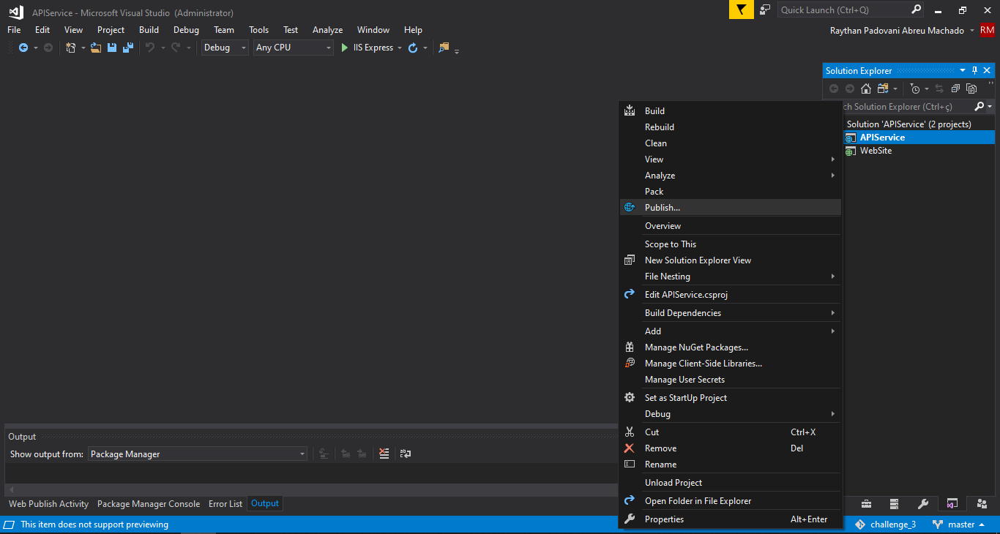 APIService - Microsoft Visual Studio (Administrator)
Quick Launch (Ctrl+Q)
File Edit View Project Build Debug Team Tools Test Analyze Window Help
Raythan Padovani Abreu Machado RM
Debug Any CPU IIS Express
Solution Explorer
ch Solution Explorer (Ctrl+ç)
Solution 'APIService' (2 projects)
APIService
WebSite
Build
Rebuild
Clean
View
Analyze
Pack
Publish...
Overview
Scope to This
New Solution Explorer View
File Nesting
Edit APIService.csproj
Build Dependencies
Add
Manage NuGet Packages...
Manage Client-Side Libraries...
Manage User Secrets
Set as StartUp Project
Debug
Cut Ctrl+X
Remove Del
Rename
Unload Project
Open Folder in File Explorer
Properties Alt+Enter
Output
Show output from: Package Manager
Web Publish Activity Package Manager Console Error List Output
This item does not support previewing
challenge_3 master